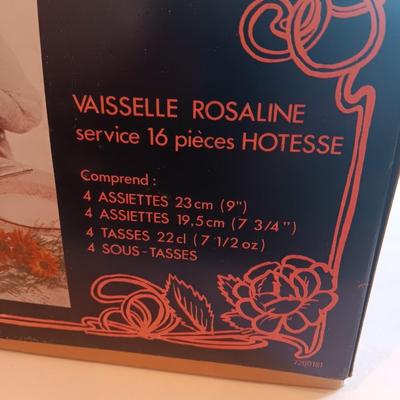 VAISSELLE ROSALINE
service 16 pièces HOTESSE
Comprend :
4 ASSIETTES 23 cm (9")
4 ASSIETTES 19,5 cm (7 3/4")
4 TASSES 22 cl (7 1/2 oz)
4 SOUS-TASSES
7260181